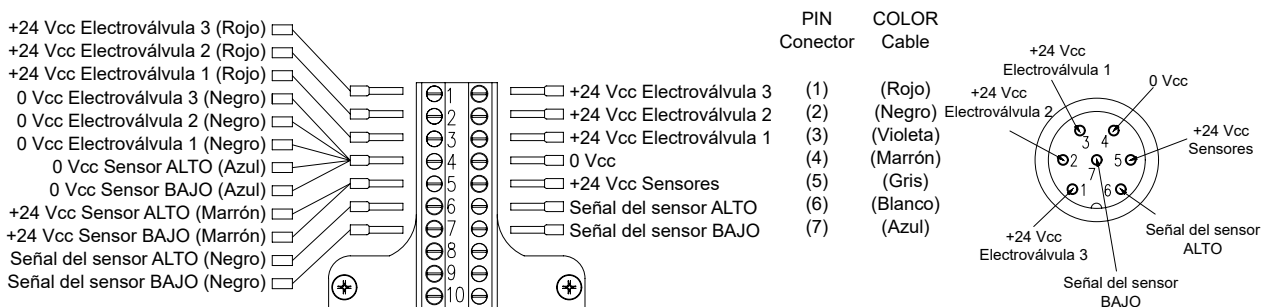 +24 Vcc Electroválvula 3 (Rojo)
+24 Vcc Electroválvula 2 (Rojo)
+24 Vcc Electroválvula 1 (Rojo)
0 Vcc Electroválvula 3 (Negro)
0 Vcc Electroválvula 2 (Negro)
0 Vcc Electroválvula 1 (Negro)
0 Vcc Sensor ALTO (Azul)
0 Vcc Sensor BAJO (Azul)
+24 Vcc Sensor ALTO (Marrón)
+24 Vcc Sensor BAJO (Marrón)
Señal del sensor ALTO (Negro)
Señal del sensor BAJO (Negro)
1
2
3
4
5
6
7
8
9
10
PIN COLOR
Conector Cable
+24 Vcc Electroválvula 3 (1) (Rojo)
+24 Vcc Electroválvula 2 (2) (Negro)
+24 Vcc Electroválvula 1 (3) (Violeta)
0 Vcc (4) (Marrón)
+24 Vcc Sensores (5) (Gris)
Señal del sensor ALTO (6) (Blanco)
Señal del sensor BAJO (7) (Azul)
+24 Vcc
Electroválvula 1
0 Vcc
+24 Vcc
Electroválvula 2
+24 Vcc
Sensores
3 4
2 5
7
1 6
+24 Vcc
Electroválvula 3
Señal del sensor
ALTO
Señal del sensor
BAJO